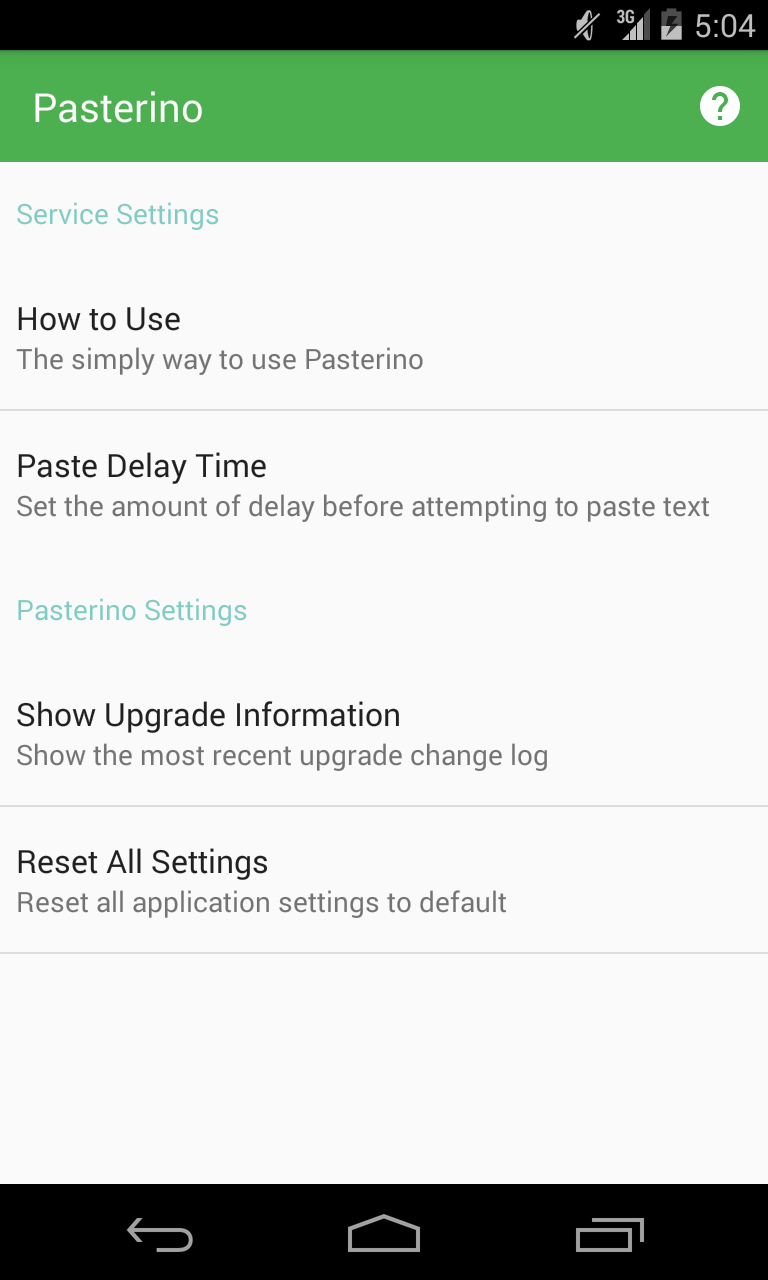 3G 5:04
Pasterino
Service Settings
How to Use
The simply way to use Pasterino
Paste Delay Time
Set the amount of delay before attempting to paste text
Pasterino Settings
Show Upgrade Information
Show the most recent upgrade change log
Reset All Settings
Reset all application settings to default